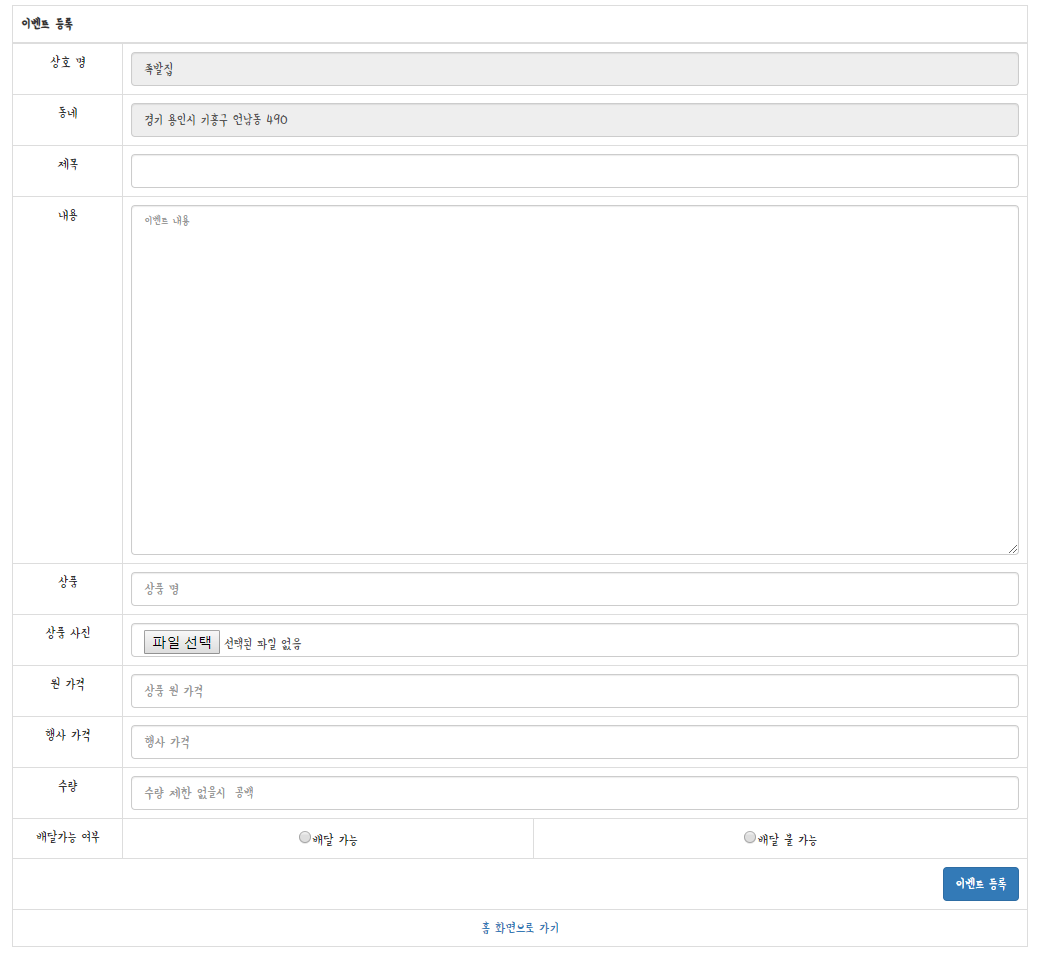 이벤트 등록
상호 명 족발집
동네 경기 용인시 기흥구 언남동 490
제목
내용 이벤트 내용
상품 상품 명
상품 사진 파일 선택 선택된 파일 없음
원 가격 상품 원 가격
행사 가격 행사 가격
수량 수량 제한 없을시 공백
배달가능 여부 배달 가능 배달 불 가능
이벤트 등록
홈 화면으로 가기